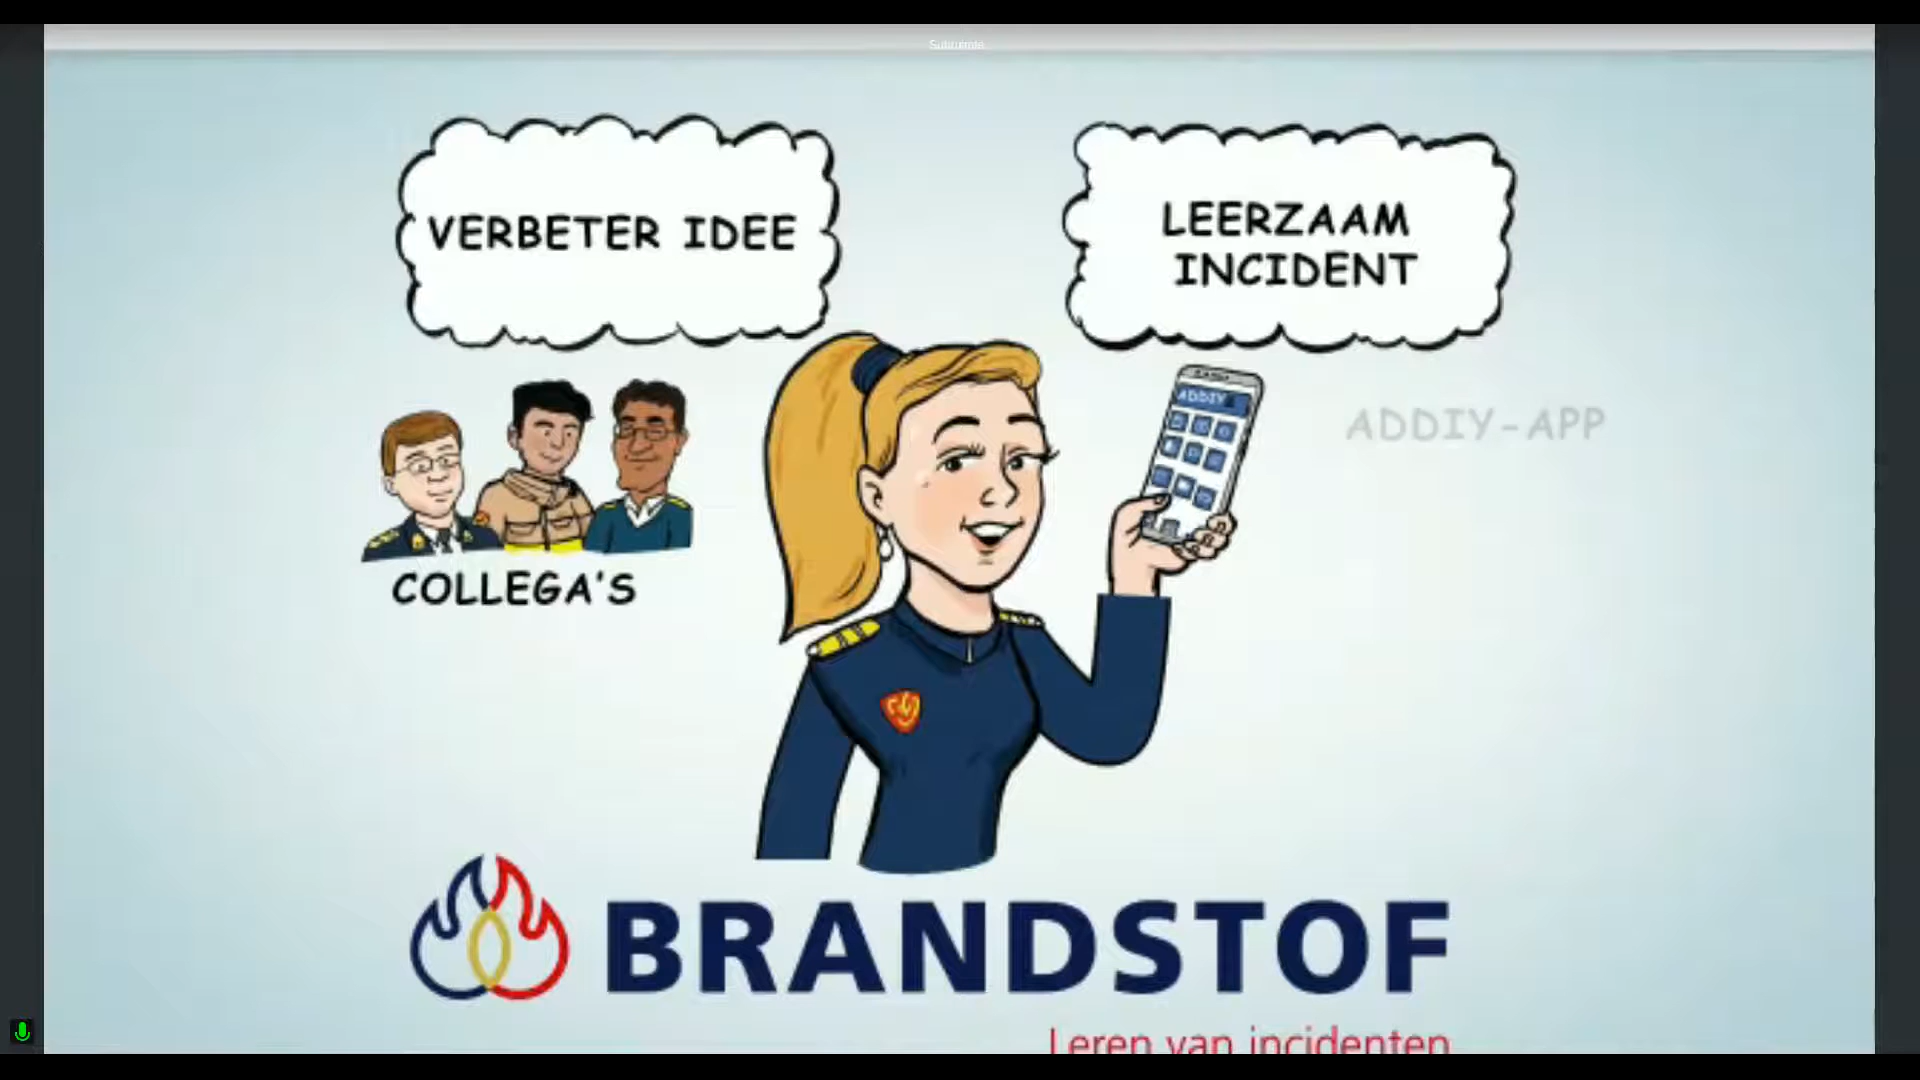 VERBETER IDEE
LEERZAAM
INCIDENT
ADDIY
ADDIY-APP
COLLEGA'S
BRANDSTOF
Leren van incidenten